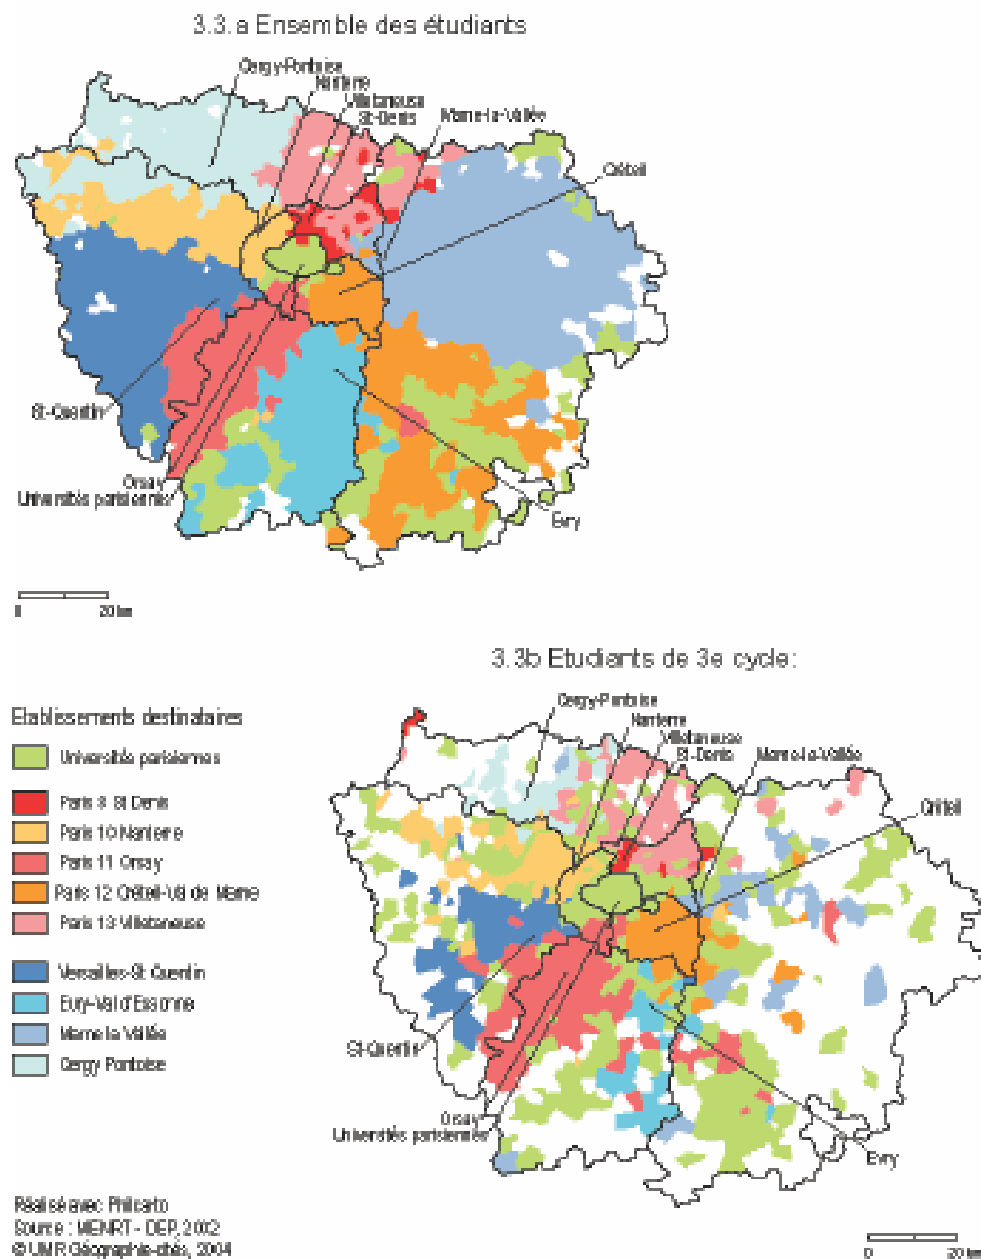 3.3.a Ensemble des étudiants
Cergy-Pontoise
Nanterre
Villetaneuse
St-Denis
Marne-la-Vallée
Créteil
St-Quentin
Orsay
Universités parisiennes
Evry
0 20 km
3.3b Etudiants de 3e cycle:
Cergy-Pontoise
Nanterre
Villetaneuse
St-Denis
Marne-la-Vallée
Créteil
Etablissements destinataires
Universités parisiennes
Paris 8 St Denis
Paris 10 Nanterre
Paris 11 Orsay
Paris 12 Créteil-Val de Marne
Paris 13 Villetaneuse
Versailles-St Quentin
Evry-Val d'Essonne
Marne-la Vallée
Cergy Pontoise
St-Quentin
Orsay
Universités parisiennes
Evry
Réalisé avec Philcarto
Source : MENRT - DEP, 2002
© UMR Géographie-cités, 2004
0 20 km